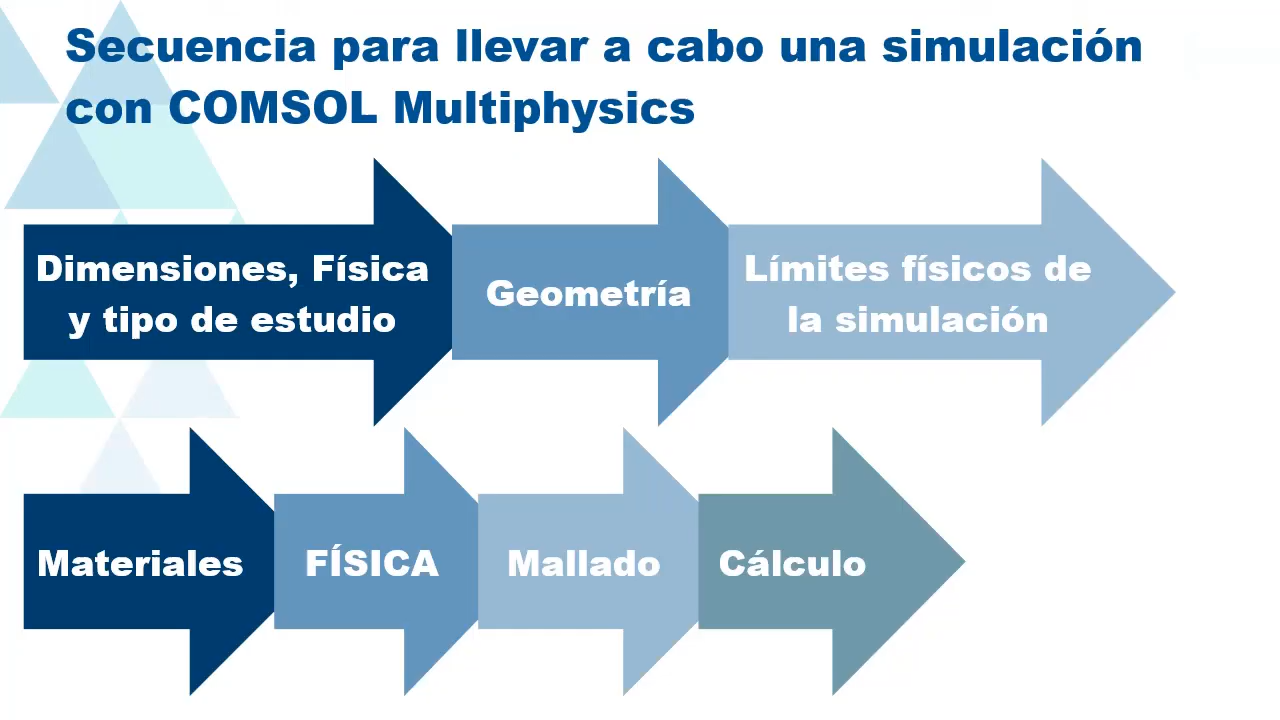 Secuencia para llevar a cabo una simulación
con COMSOL Multiphysics
Dimensiones, Física
y tipo de estudio
Geometría
Límites físicos de
la simulación
Materiales
FÍSICA
Mallado
Cálculo